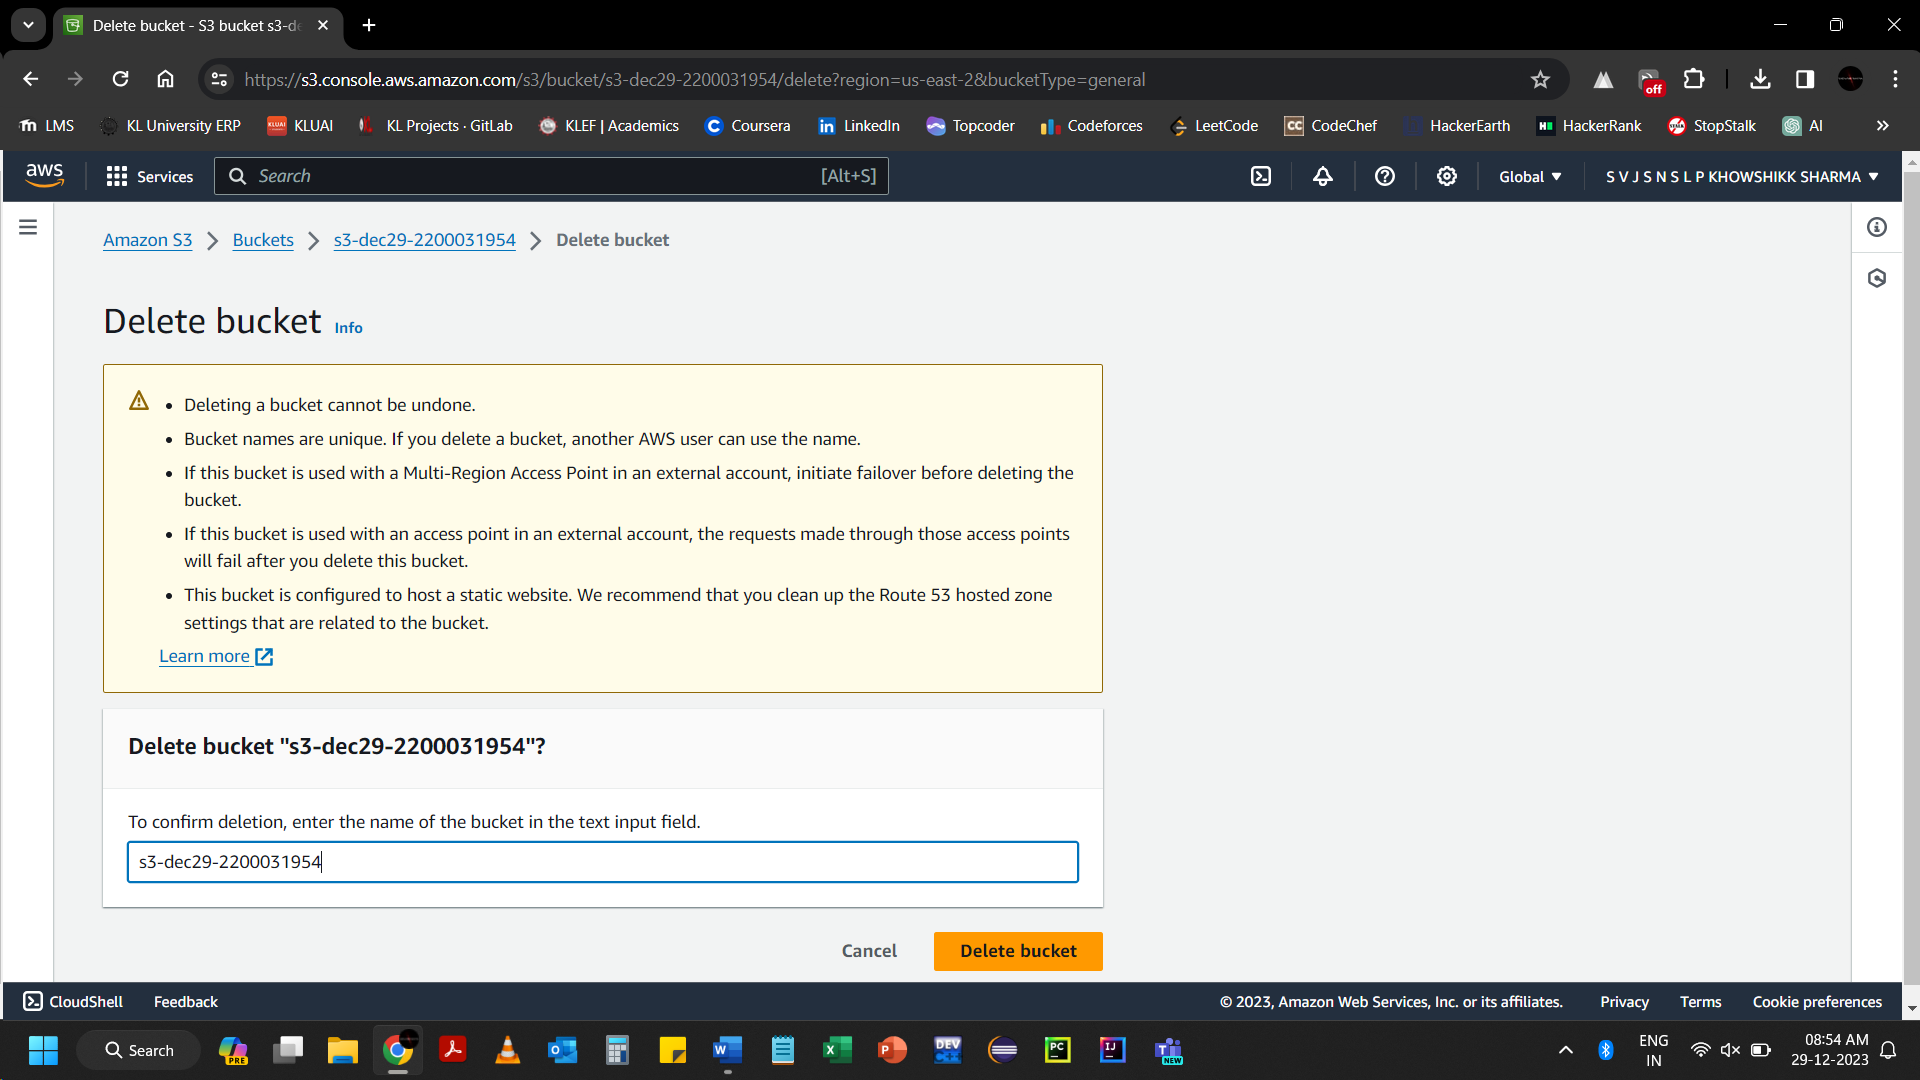 Delete bucket - S3 bucket s3-de
https://s3.console.aws.amazon.com/s3/bucket/s3-dec29-2200031954/delete?region=us-east-2&bucketType=general
off
LMS KL University ERP KLUAI KL Projects · GitLab KLEF | Academics Coursera LinkedIn Topcoder Codeforces LeetCode CodeChef HackerEarth HackerRank StopStalk AI
aws Services Search [Alt+S] Global S V J S N S L P KHOWSHIKK SHARMA
Amazon S3 Buckets s3-dec29-2200031954 Delete bucket
Delete bucket Info
Deleting a bucket cannot be undone.
Bucket names are unique. If you delete a bucket, another AWS user can use the name.
If this bucket is used with a Multi-Region Access Point in an external account, initiate failover before deleting the
bucket.
If this bucket is used with an access point in an external account, the requests made through those access points
will fail after you delete this bucket.
This bucket is configured to host a static website. We recommend that you clean up the Route 53 hosted zone
settings that are related to the bucket.
Learn more
Delete bucket "s3-dec29-2200031954"?
To confirm deletion, enter the name of the bucket in the text input field.
s3-dec29-2200031954
Cancel Delete bucket
CloudShell Feedback © 2023, Amazon Web Services, Inc. or its affiliates. Privacy Terms Cookie preferences
Search ENG 08:54 AM
IN 29-12-2023